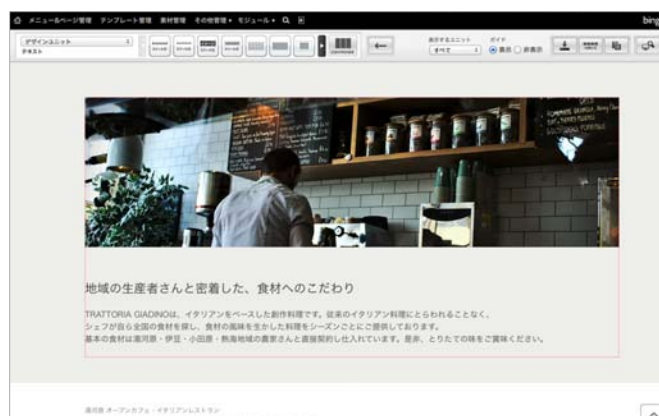 メニュー&ページ管理 テンプレート管理 素材管理 その他管理 モジュール
bing
デザインユニット
テキスト
表示するユニット
すべて
ガイド
表示 非表示
地域の生産者さんと密着した、食材へのこだわり
TRATTORIA GIADINOは、イタリアンをベースした創作料理です。従来のイタリアン料理にとらわれることなく、
シェフが自ら全国の食材を探し、食材の風味を生かした料理をシーズンごとにご提供しております。
基本の食材は湯河原・伊豆・小田原・熱海地域の農家さんと直接契約し仕入れています。是非、とりたての味をご賞味ください。
湯河原 オープンカフェ・イタリアンレストラン